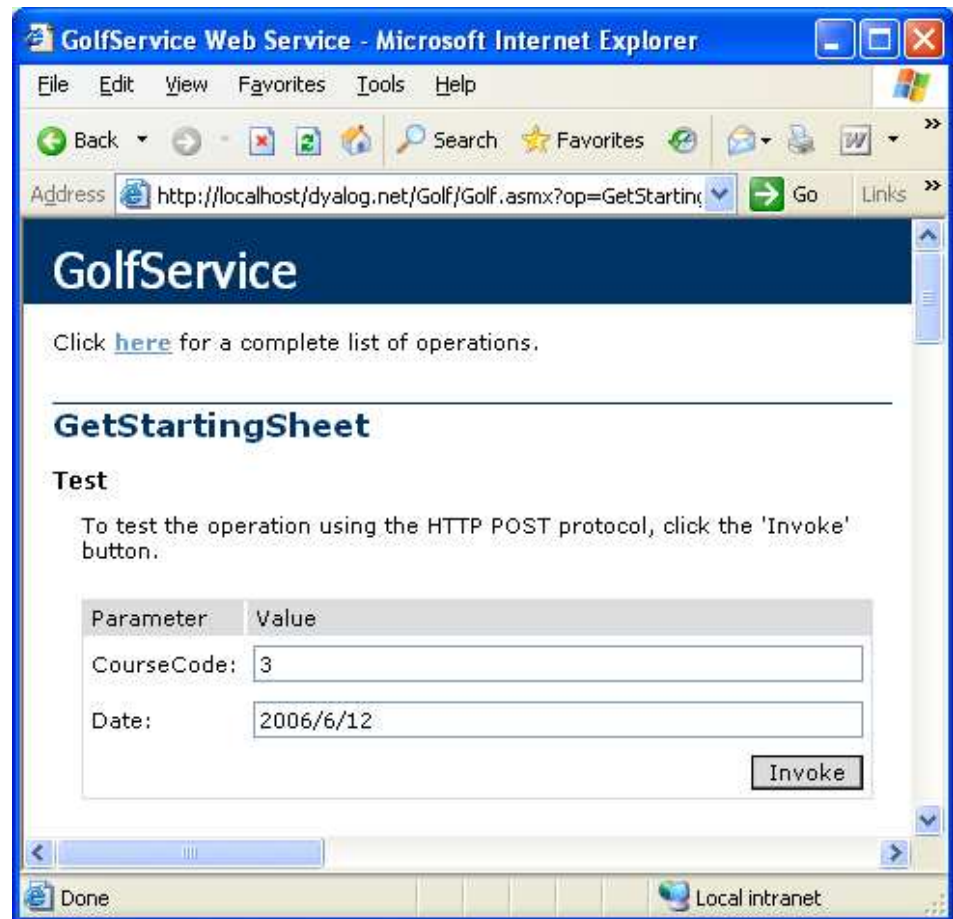 GolfService Web Service - Microsoft Internet Explorer
File Edit View Favorites Tools Help
Back Search Favorites »
Address http://localhost/dyalog.net/Golf/Golf.asmx?op=GetStarting Go Links »
GolfService
Click here for a complete list of operations.
GetStartingSheet
Test
To test the operation using the HTTP POST protocol, click the 'Invoke'
button.
Parameter Value
CourseCode: 3
Date: 2006/6/12
Invoke
Done Local intranet